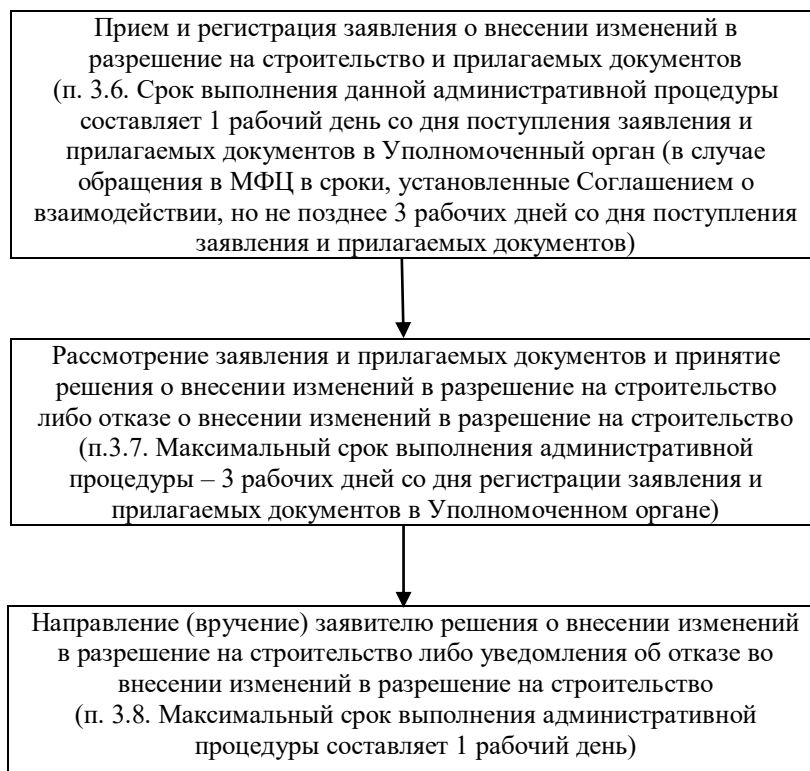 Прием и регистрация заявления о внесении изменений в
разрешение на строительство и прилагаемых документов
(п. 3.6. Срок выполнения данной административной процедуры
составляет 1 рабочий день со дня поступления заявления и
прилагаемых документов в Уполномоченный орган (в случае
обращения в МФЦ в сроки, установленные Соглашением о
взаимодействии, но не позднее 3 рабочих дней со дня поступления
заявления и прилагаемых документов)
Рассмотрение заявления и прилагаемых документов и принятие
решения о внесении изменений в разрешение на строительство
либо отказе о внесении изменений в разрешение на строительство
(п.3.7. Максимальный срок выполнения административной
процедуры – 3 рабочих дней со дня регистрации заявления и
прилагаемых документов в Уполномоченном органе)
Направление (вручение) заявителю решения о внесении изменений
в разрешение на строительство либо уведомления об отказе во
внесении изменений в разрешение на строительство
(п. 3.8. Максимальный срок выполнения административной
процедуры составляет 1 рабочий день)